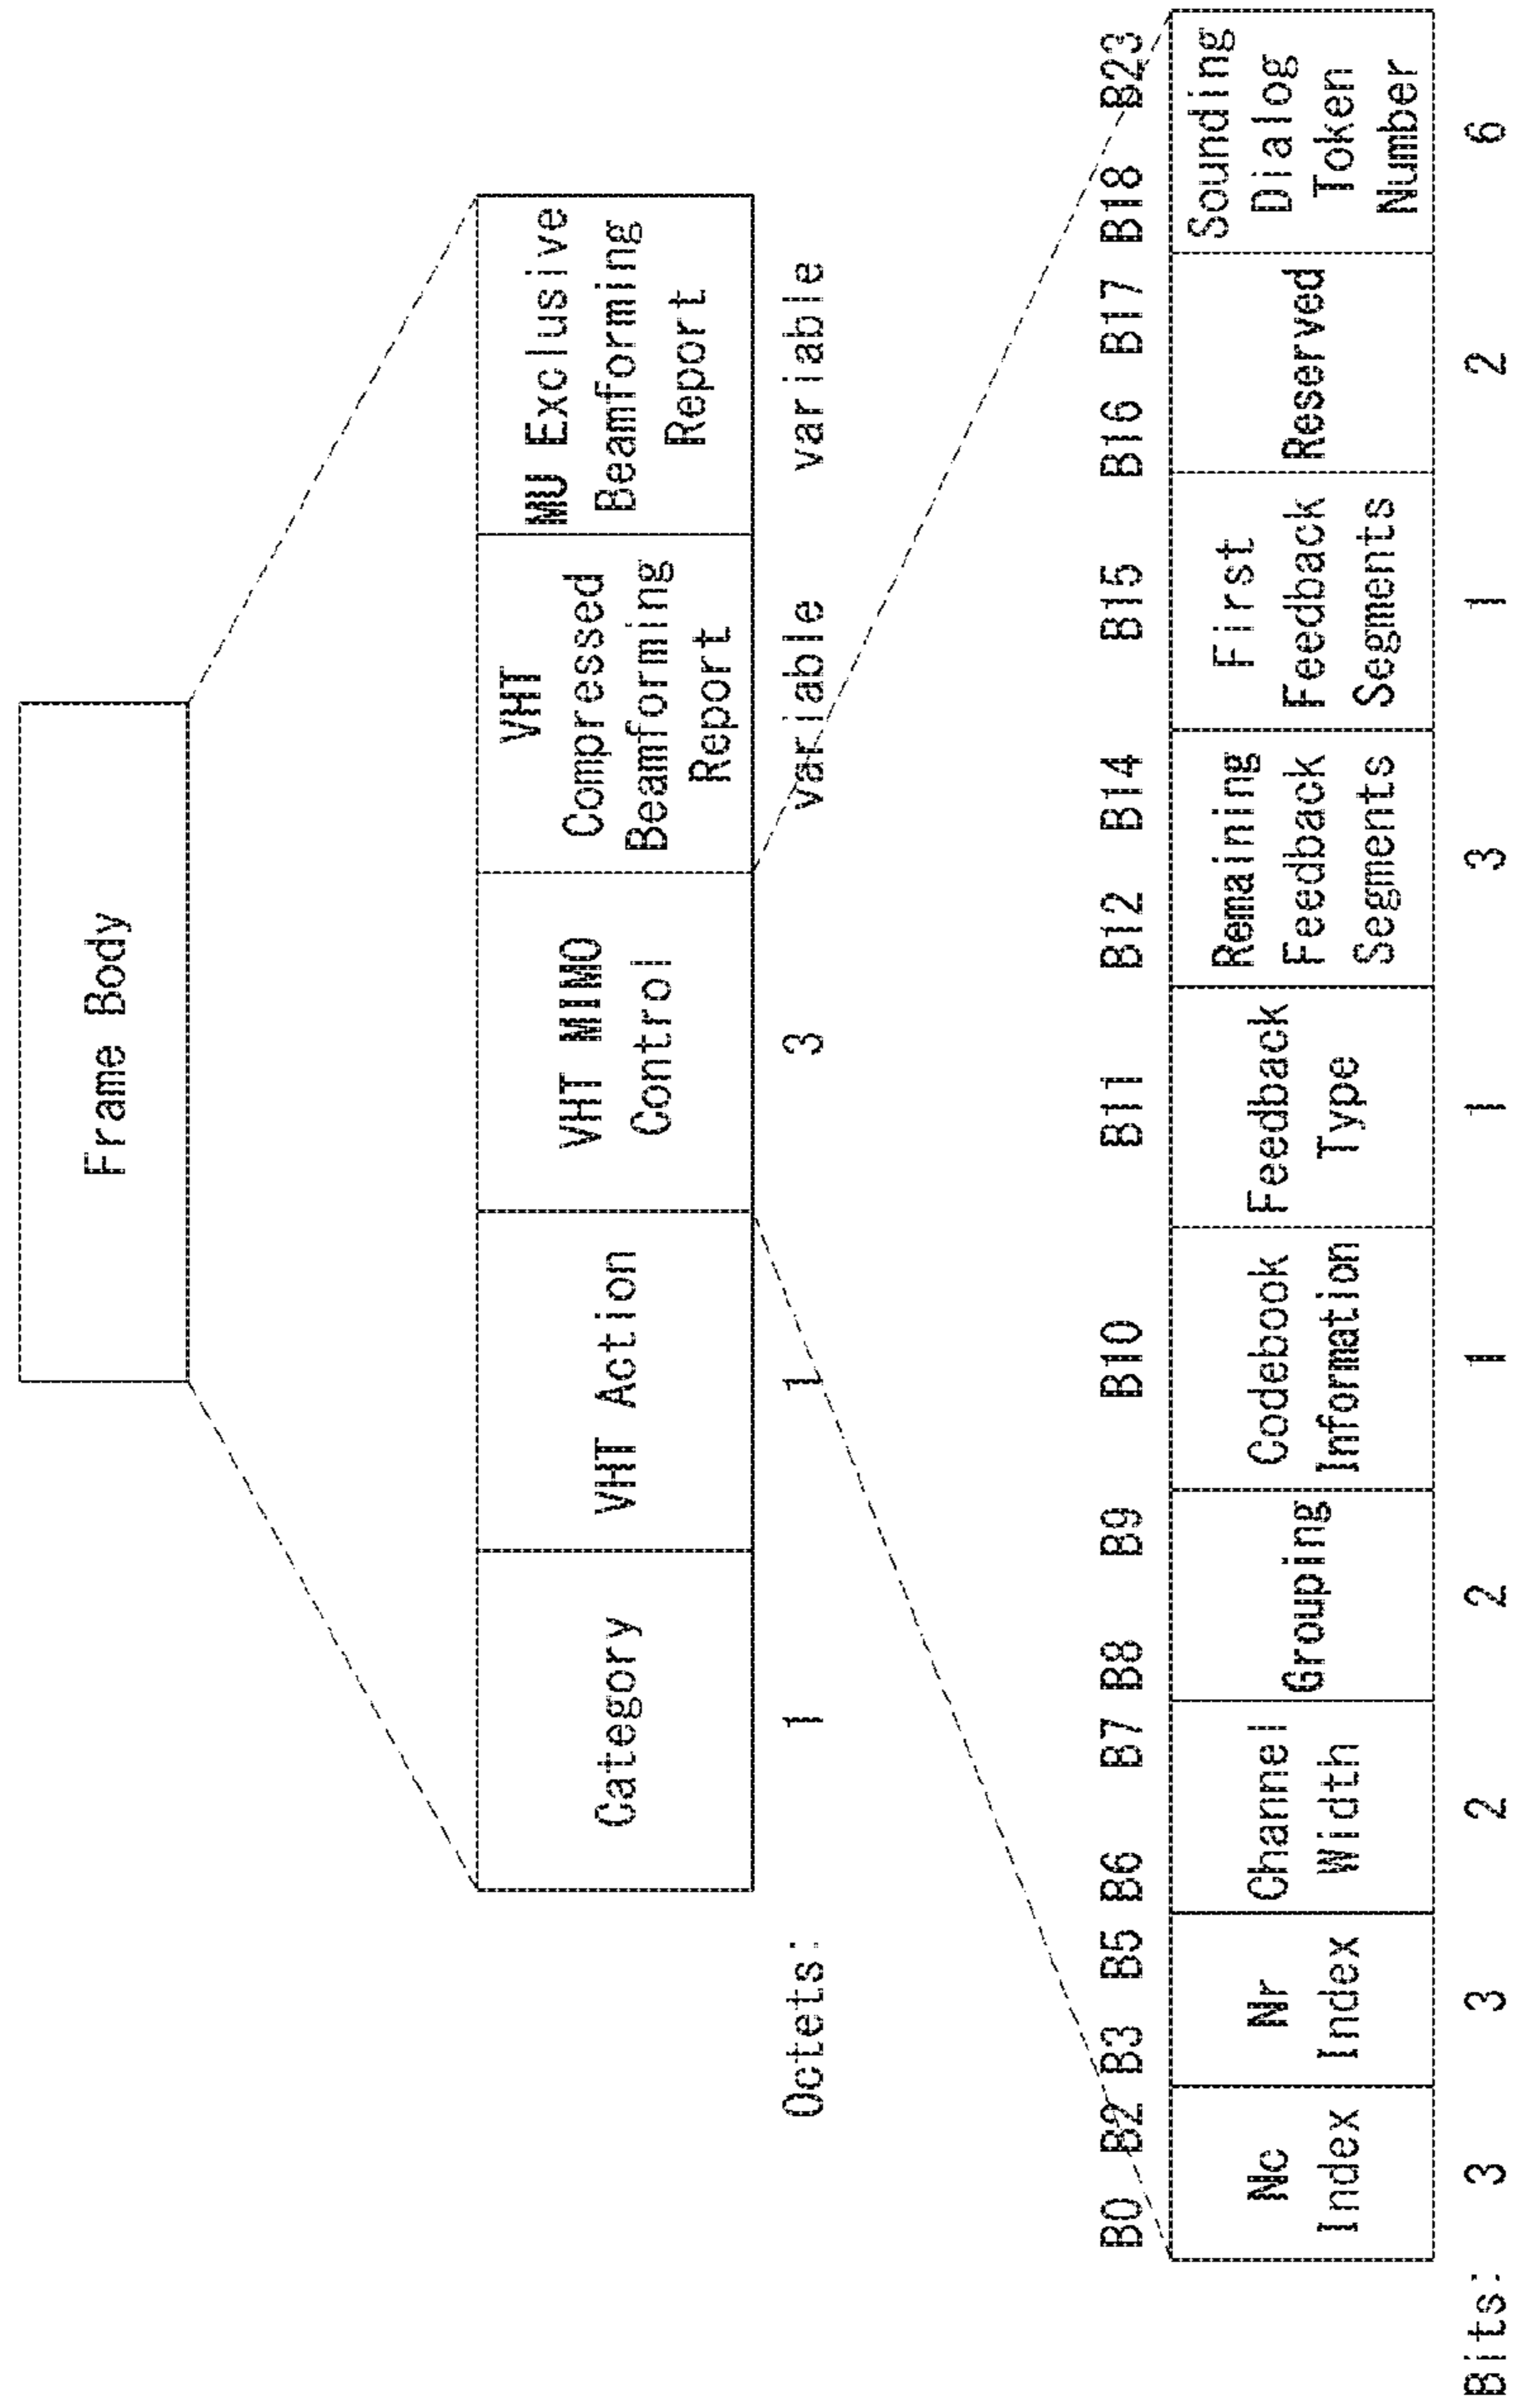 Frame Body
Category
VHT Action
VHT MIMO
Control
VHT
Compressed
Beamforming
Report
MU Exclusive
Beamforming
Report
Octets: 1 1 3 variable variable
B0 B2 B3 B5 B6 B7 B8 B9 B10 B11 B12 B14 B15 B16 B17 B18 B23
Nc
Index
Nr
Index
Channel
Width
Grouping
Codebook
Information
Feedback
Type
Remaining
Feedback
Segments
First
Feedback
Segments
Reserved
Sounding
Dialog
Token
Number
Bits: 3 3 2 2 1 1 3 1 2 6